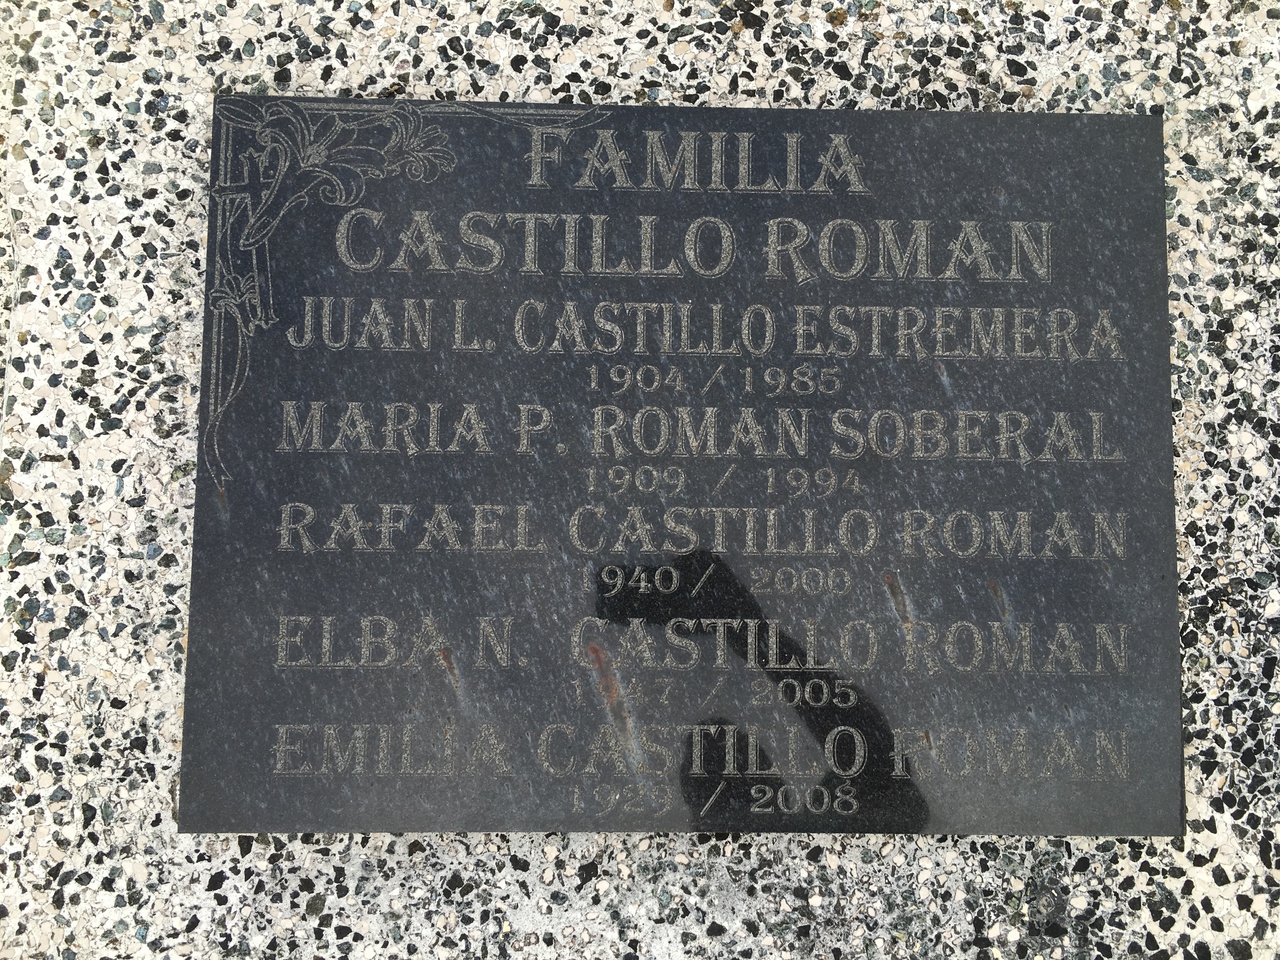 FAMILIA
CASTILLO ROMAN
JUAN L. CASTILLO ESTREMERA
1904 / 1985
MARIA P. ROMAN SOBERAL
1909 / 1994
RAFAEL CASTILLO ROMAN
1940 / 2000
ELBA N. CASTILLO ROMAN
/ 2005
EMILIA CASTILLO ROMAN
1929 / 2008